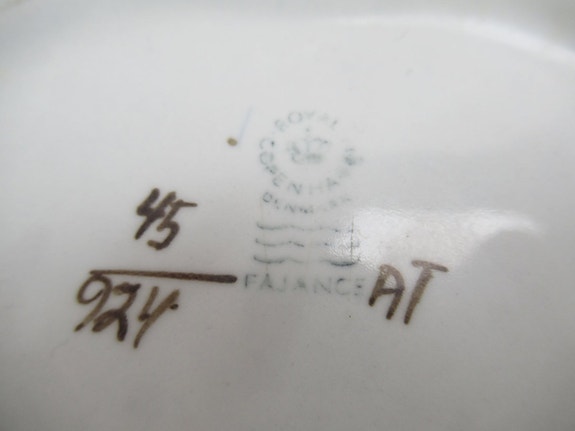 ROYAL COPENHAGEN
DENMARK
FAJANCE
45
924
AT